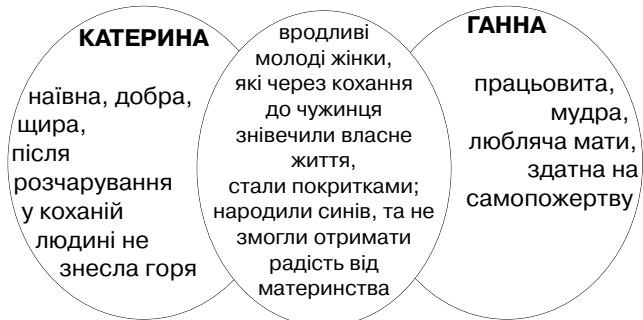 КАТЕРИНА
наївна, добра,
щира,
після
розчарування
у коханій
людині не
знесла горя
вродливі
молоді жінки,
які через кохання
до чужинця
знівечили власне
життя,
стали покритками;
народили синів, та не
змогли отримати
радість від
материнства
ГАННА
працьовита,
мудра,
любляча мати,
здатна на
самопожертву